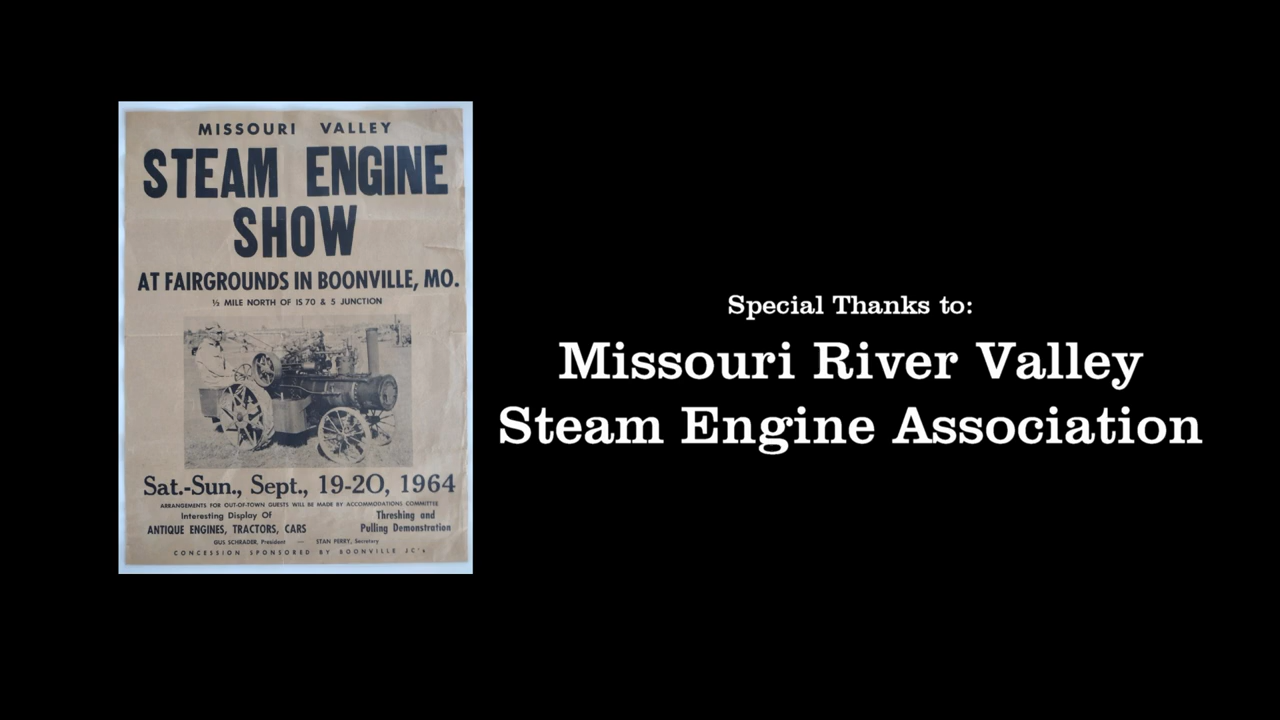 MISSOURI VALLEY
STEAM ENGINE
SHOW
AT FAIRGROUNDS IN BOONVILLE, MO.
½ MILE NORTH OF IS 70 & 5 JUNCTION
Sat.-Sun., Sept., 19-20, 1964
ARRANGEMENTS FOR OUT-OF-TOWN GUESTS WILL BE MADE BY ACCOMMODATIONS COMMITTEE
Interesting Display Of
ANTIQUE ENGINES, TRACTORS, CARS
Threshing and
Pulling Demonstration
GUS SCHRADER, President — STAN PERRY, Secretary
CONCESSION SPONSORED BY BOONVILLE JC's
Special Thanks to:
Missouri River Valley
Steam Engine Association